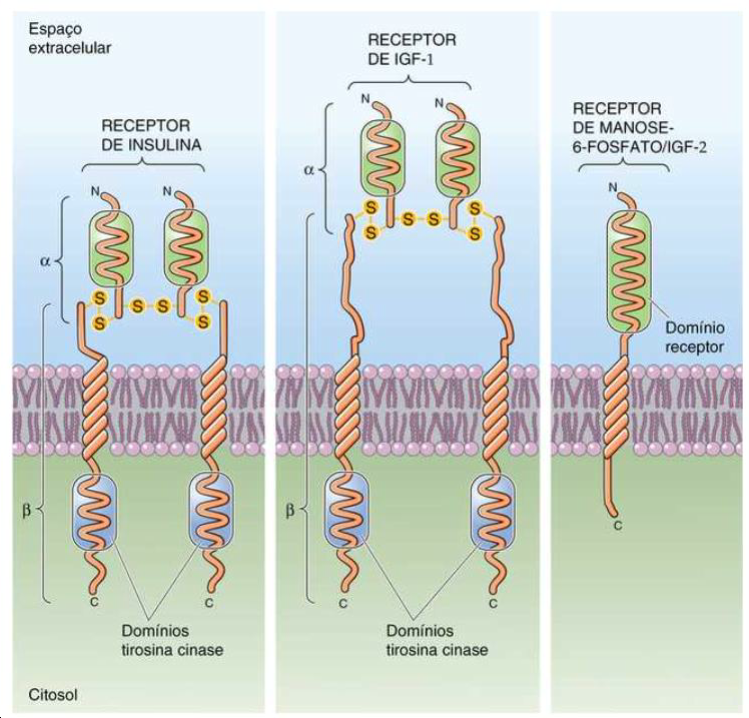 Espaço
extracelular
RECEPTOR
DE INSULINA
N
N
α
S
S
S
S
S
S
β
C
C
Domínios
tirosina cinase
Citosol
RECEPTOR
DE IGF-1
N
N
α
S
S
S
S
S
S
β
C
C
Domínios
tirosina cinase
RECEPTOR
DE MANOSE-
6-FOSFATO/IGF-2
N
Domínio
receptor
C